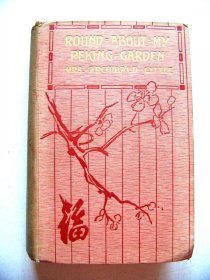 ROUND·ABOUT·MY
PEKING·GARDEN
MRS. ARCHIBALD LITTLE
福